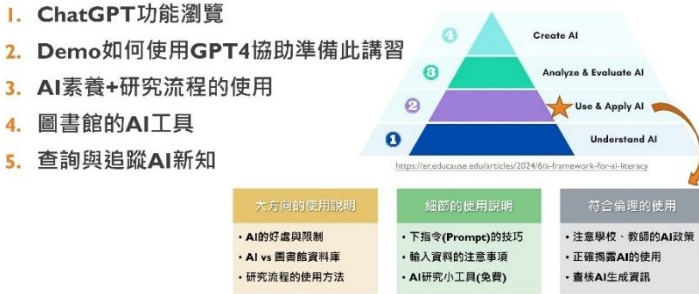 1. ChatGPT功能瀏覽
2. Demo如何使用GPT4協助準備此講習
3. AI素養+研究流程的使用
4. 圖書館的AI工具
5. 查詢與追蹤AI新知
4 Create AI
3 Analyze & Evaluate AI
2 Use & Apply AI
1 Understand AI
https://er.educause.edu/articles/2024/6/a-framework-for-ai-literacy
大方向的使用說明
• AI的好處與限制
• AI vs 圖書館資料庫
• 研究流程的使用方法
細節的使用說明
• 下指令(Prompt)的技巧
• 輸入資料的注意事項
• AI研究小工具(免費)
符合倫理的使用
• 注意學校、教師的AI政策
• 正確揭露AI的使用
• 查核AI生成資訊